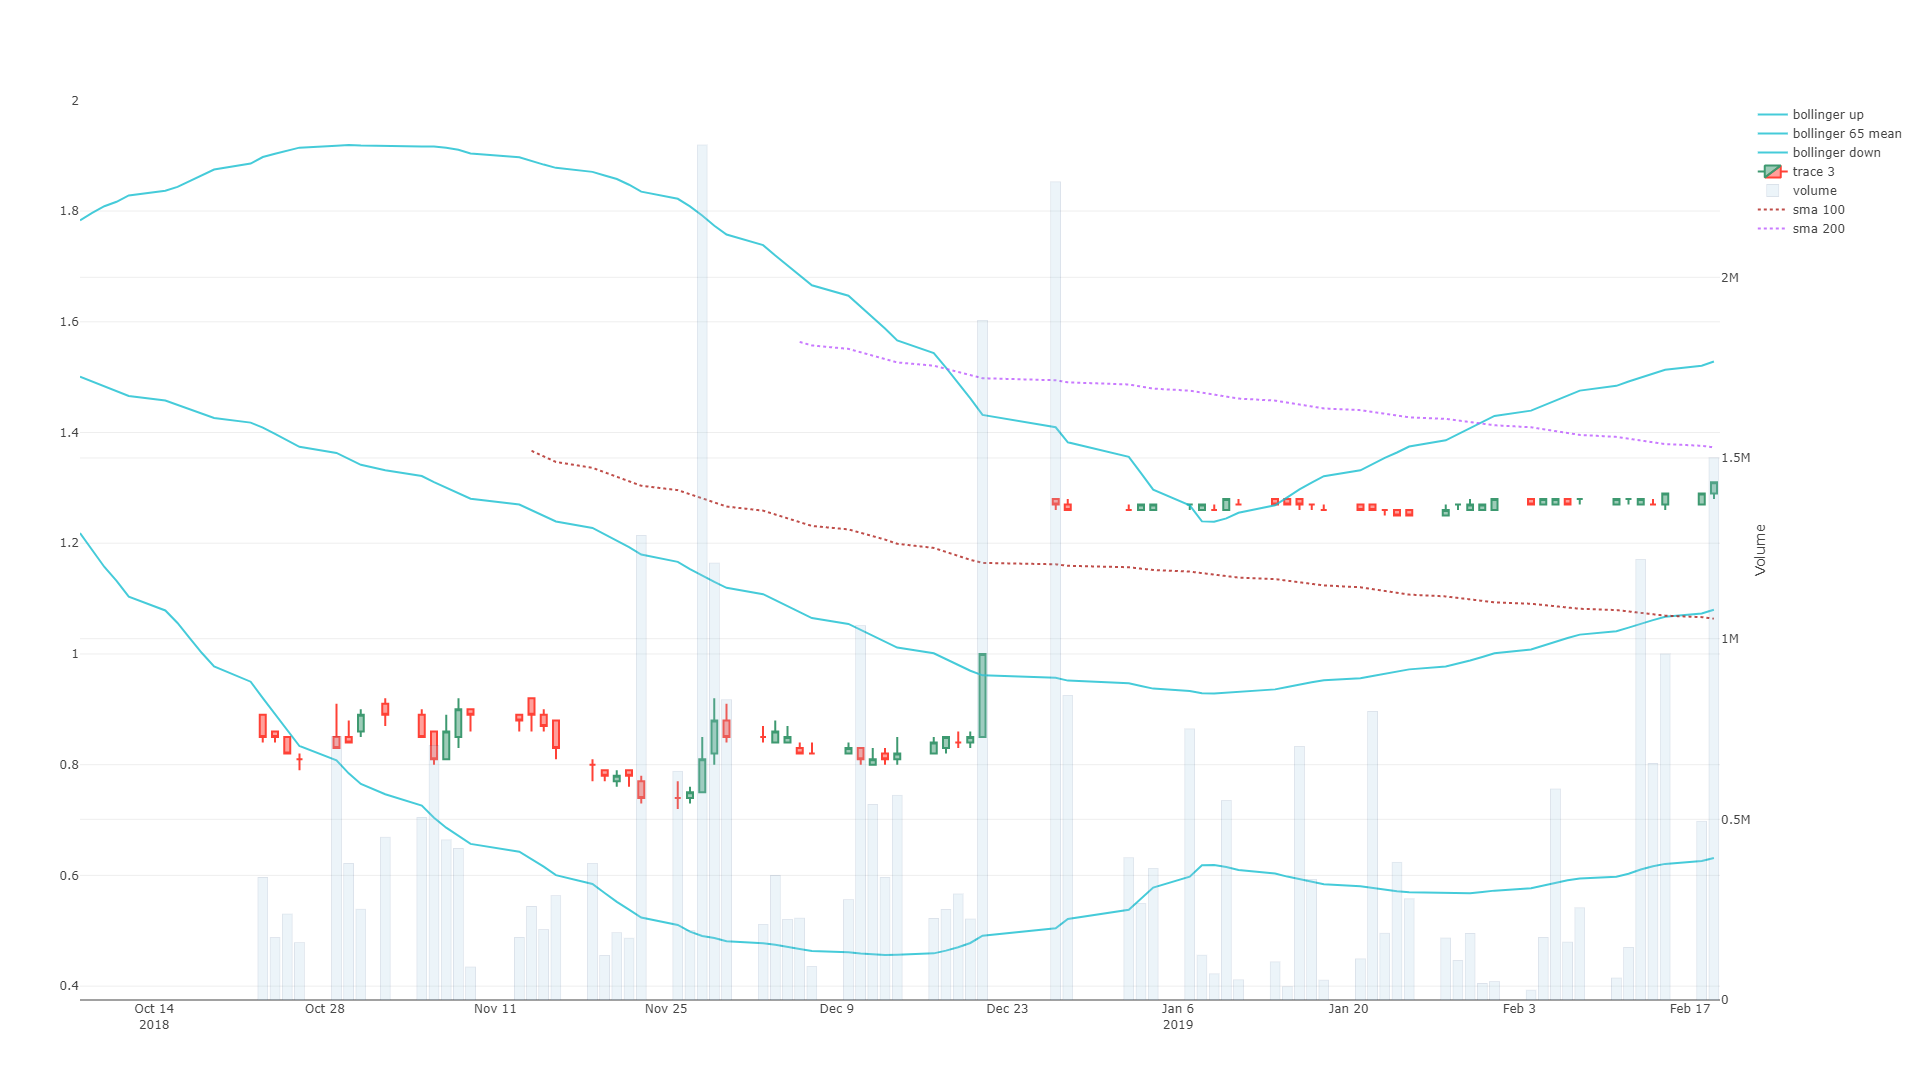 2
1.8
1.6
1.4
1.2
1
0.8
0.6
0.4
Oct 14
2018
Oct 28
Nov 11
Nov 25
Dec 9
Dec 23
Jan 6
2019
Jan 20
Feb 3
Feb 17
2M
1.5M
1M
0.5M
0
Volume
bollinger up
bollinger 65 mean
bollinger down
trace 3
volume
sma 100
sma 200